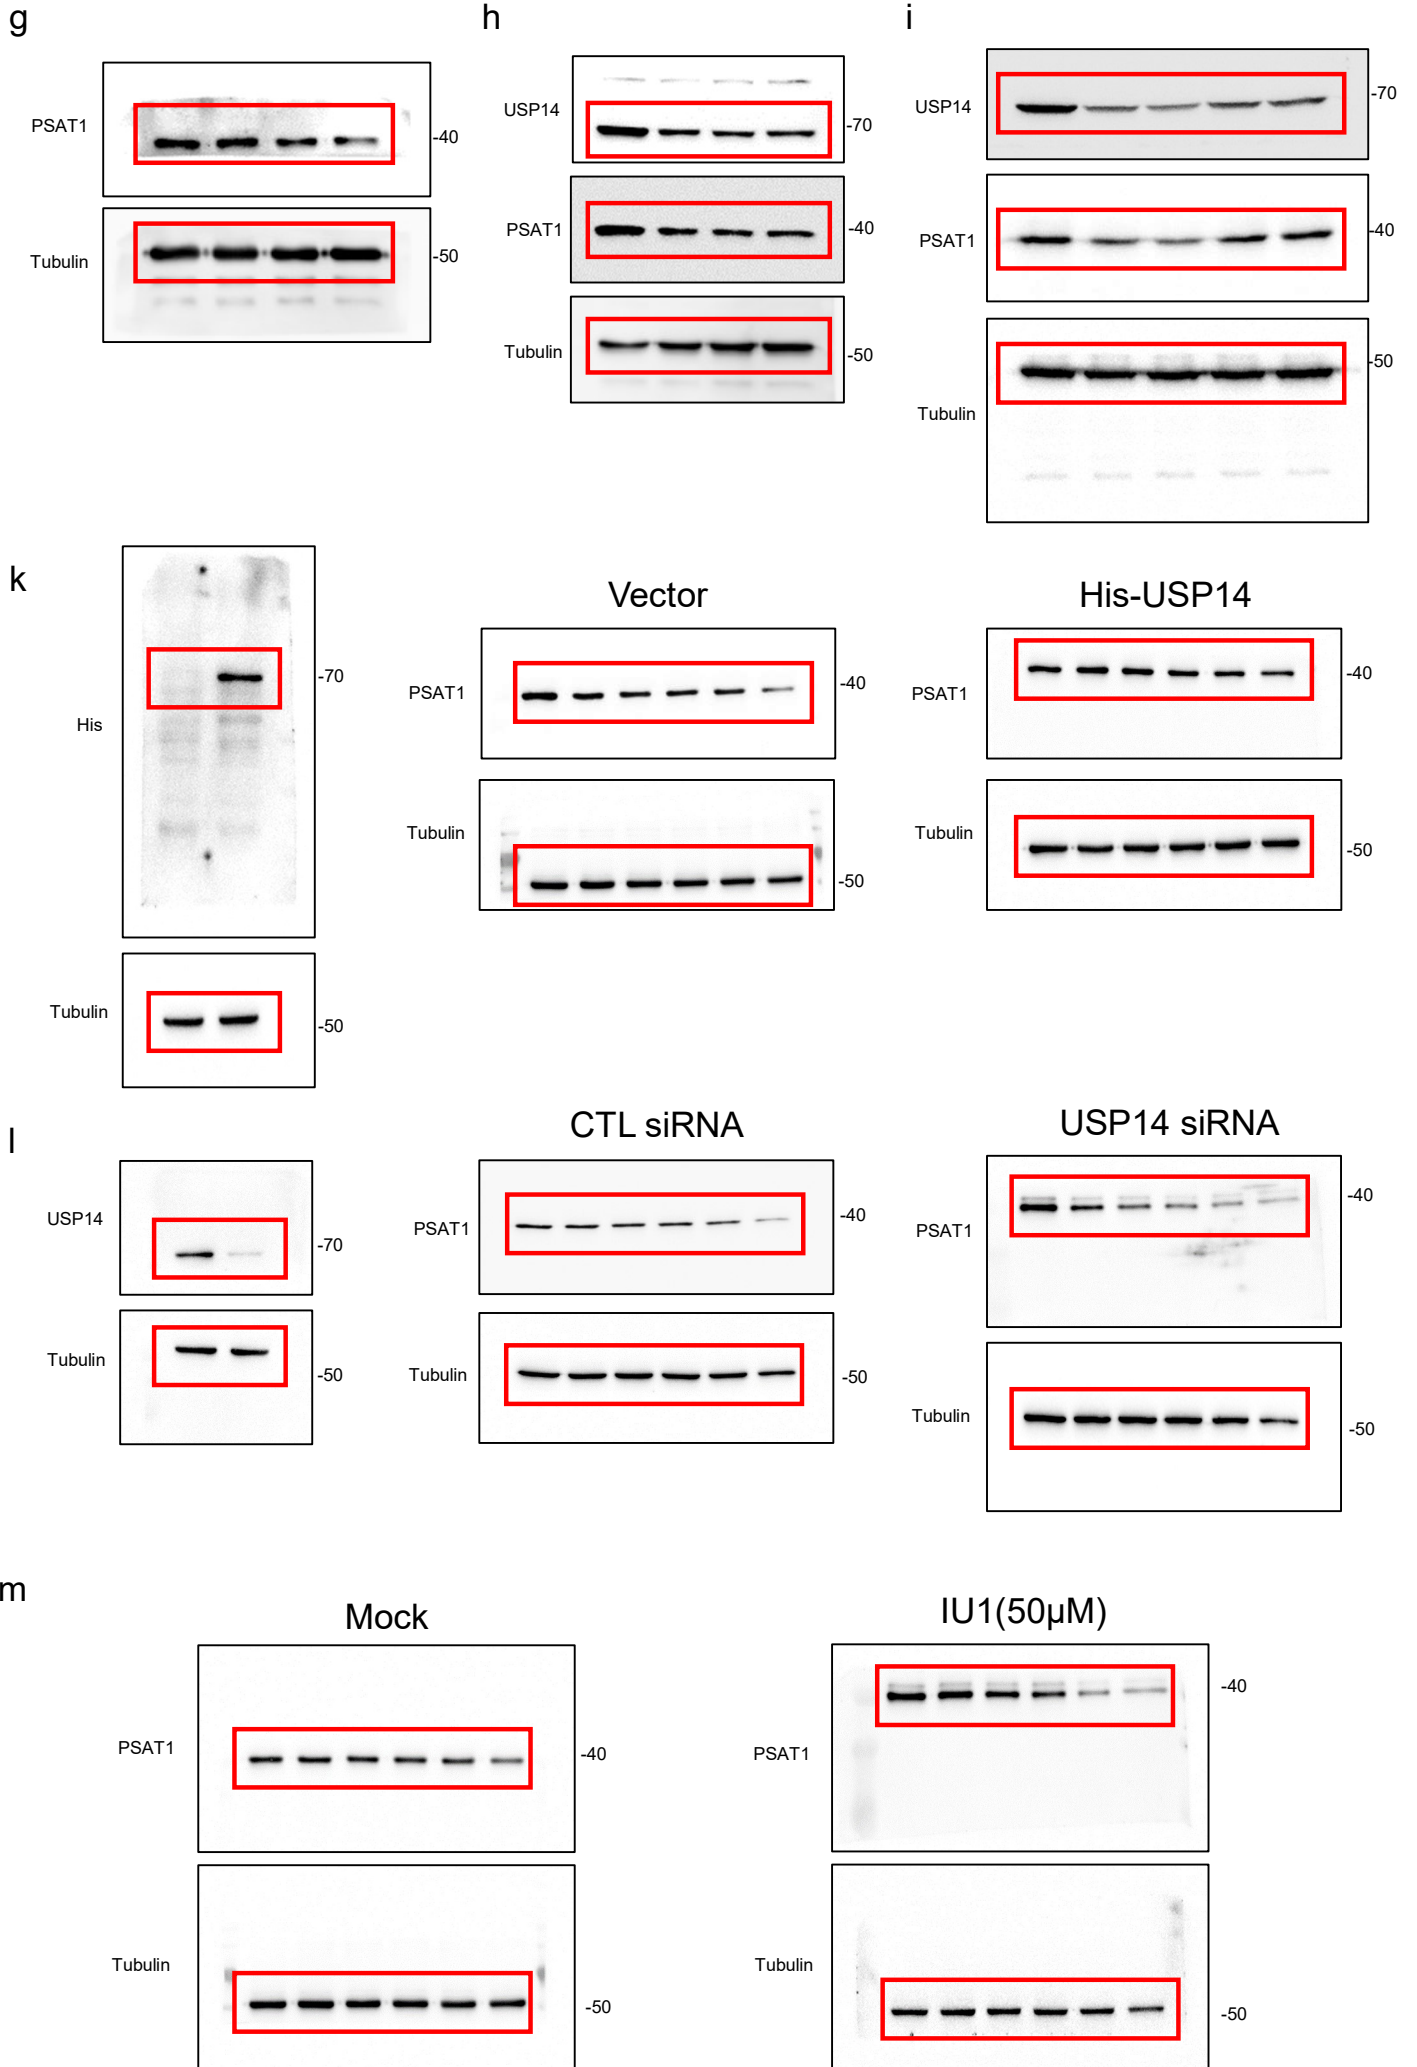 g
PSAT1
-40
Tubulin
-50
h
USP14
-70
PSAT1
-40
Tubulin
-50
i
USP14
-70
PSAT1
-40
-50
Tubulin
k
His
-70
Tubulin
-50
Vector
PSAT1
-40
Tubulin
-50
His-USP14
PSAT1
-40
Tubulin
-50
l
USP14
-70
Tubulin
-50
CTL siRNA
PSAT1
-40
Tubulin
-50
USP14 siRNA
-40
PSAT1
Tubulin
-50
m
Mock
PSAT1
-40
Tubulin
-50
IU1(50μM)
-40
PSAT1
Tubulin
-50